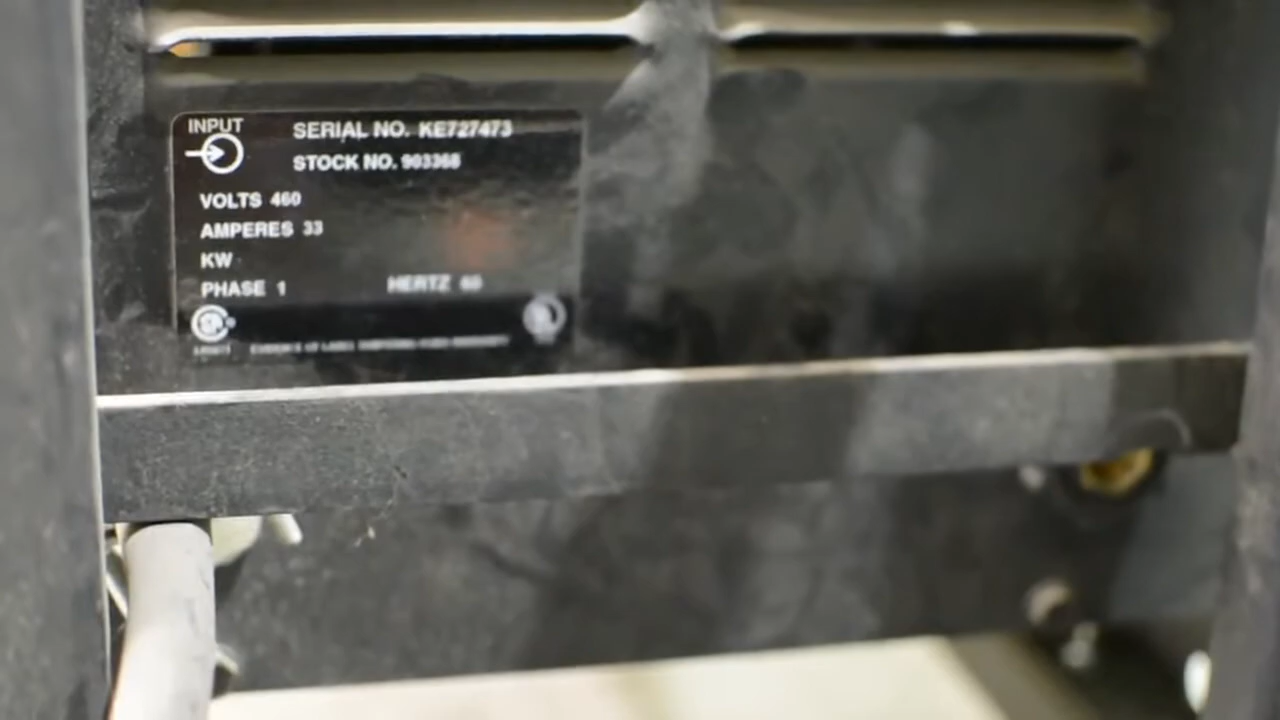 INPUT
SERIAL NO. KE727473
STOCK NO. 903368
VOLTS 460
AMPERES 33
KW
PHASE 1 HERTZ 60